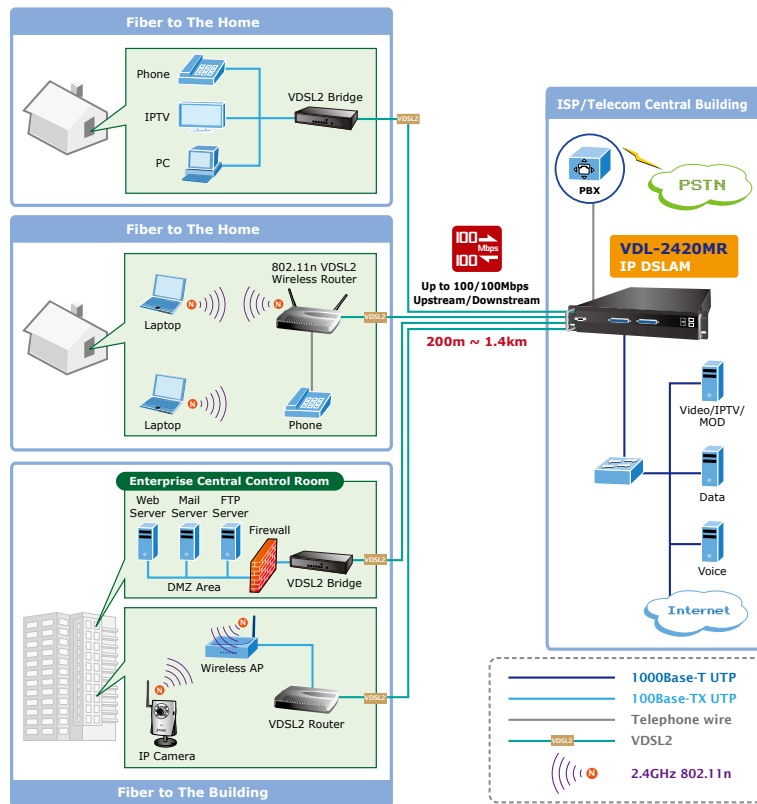 Fiber to The Home
Phone
IPTV
PC
VDSL2 Bridge
VDSL2
Fiber to The Home
802.11n VDSL2
Wireless Router
N
N
Laptop
VDSL2
N
Laptop
Phone
Enterprise Central Control Room
Web
Server
Mail
Server
FTP
Server
Firewall
DMZ Area
VDSL2 Bridge
VDSL2
N
Wireless AP
N
IP Camera
VDSL2 Router
VDSL2
Fiber to The Building
100
Mbps
100
Up to 100/100Mbps
Upstream/Downstream
200m ~ 1.4km
ISP/Telecom Central Building
PBX
PSTN
VDL-2420MR
IP DSLAM
Video/IPTV/
MOD
Data
Voice
Internet
1000Base-T UTP
100Base-TX UTP
Telephone wire
VDSL2
VDSL2
N
2.4GHz 802.11n